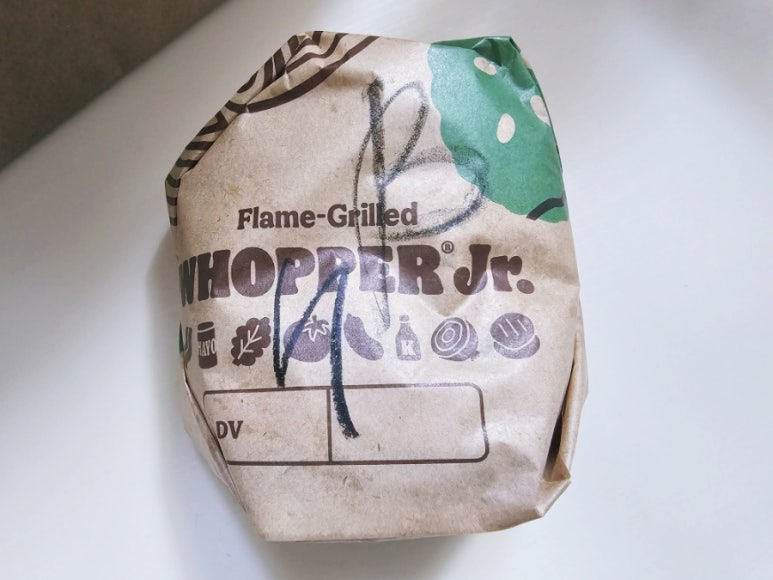 B
Flame-Grilled
WHOPPER® Jr.
MAYO
K
DV